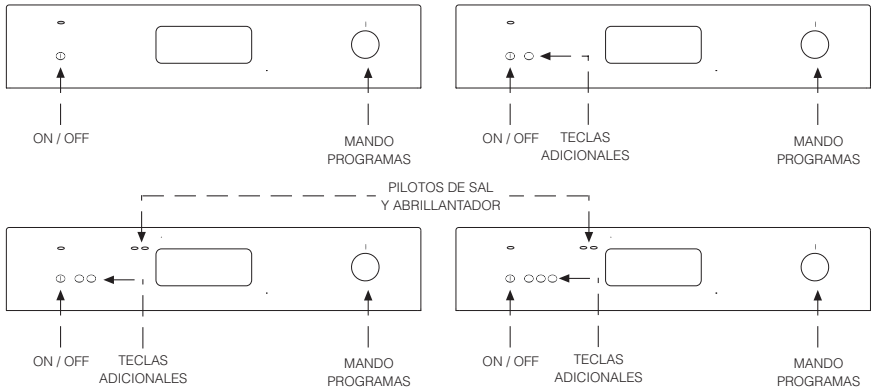 ON / OFF
MANDO
PROGRAMAS
ON / OFF
TECLAS
ADICIONALES
MANDO
PROGRAMAS
PILOTOS DE SAL
Y ABRILLANTADOR
ON / OFF
TECLAS
ADICIONALES
MANDO
PROGRAMAS
ON / OFF
TECLAS
ADICIONALES
MANDO
PROGRAMAS